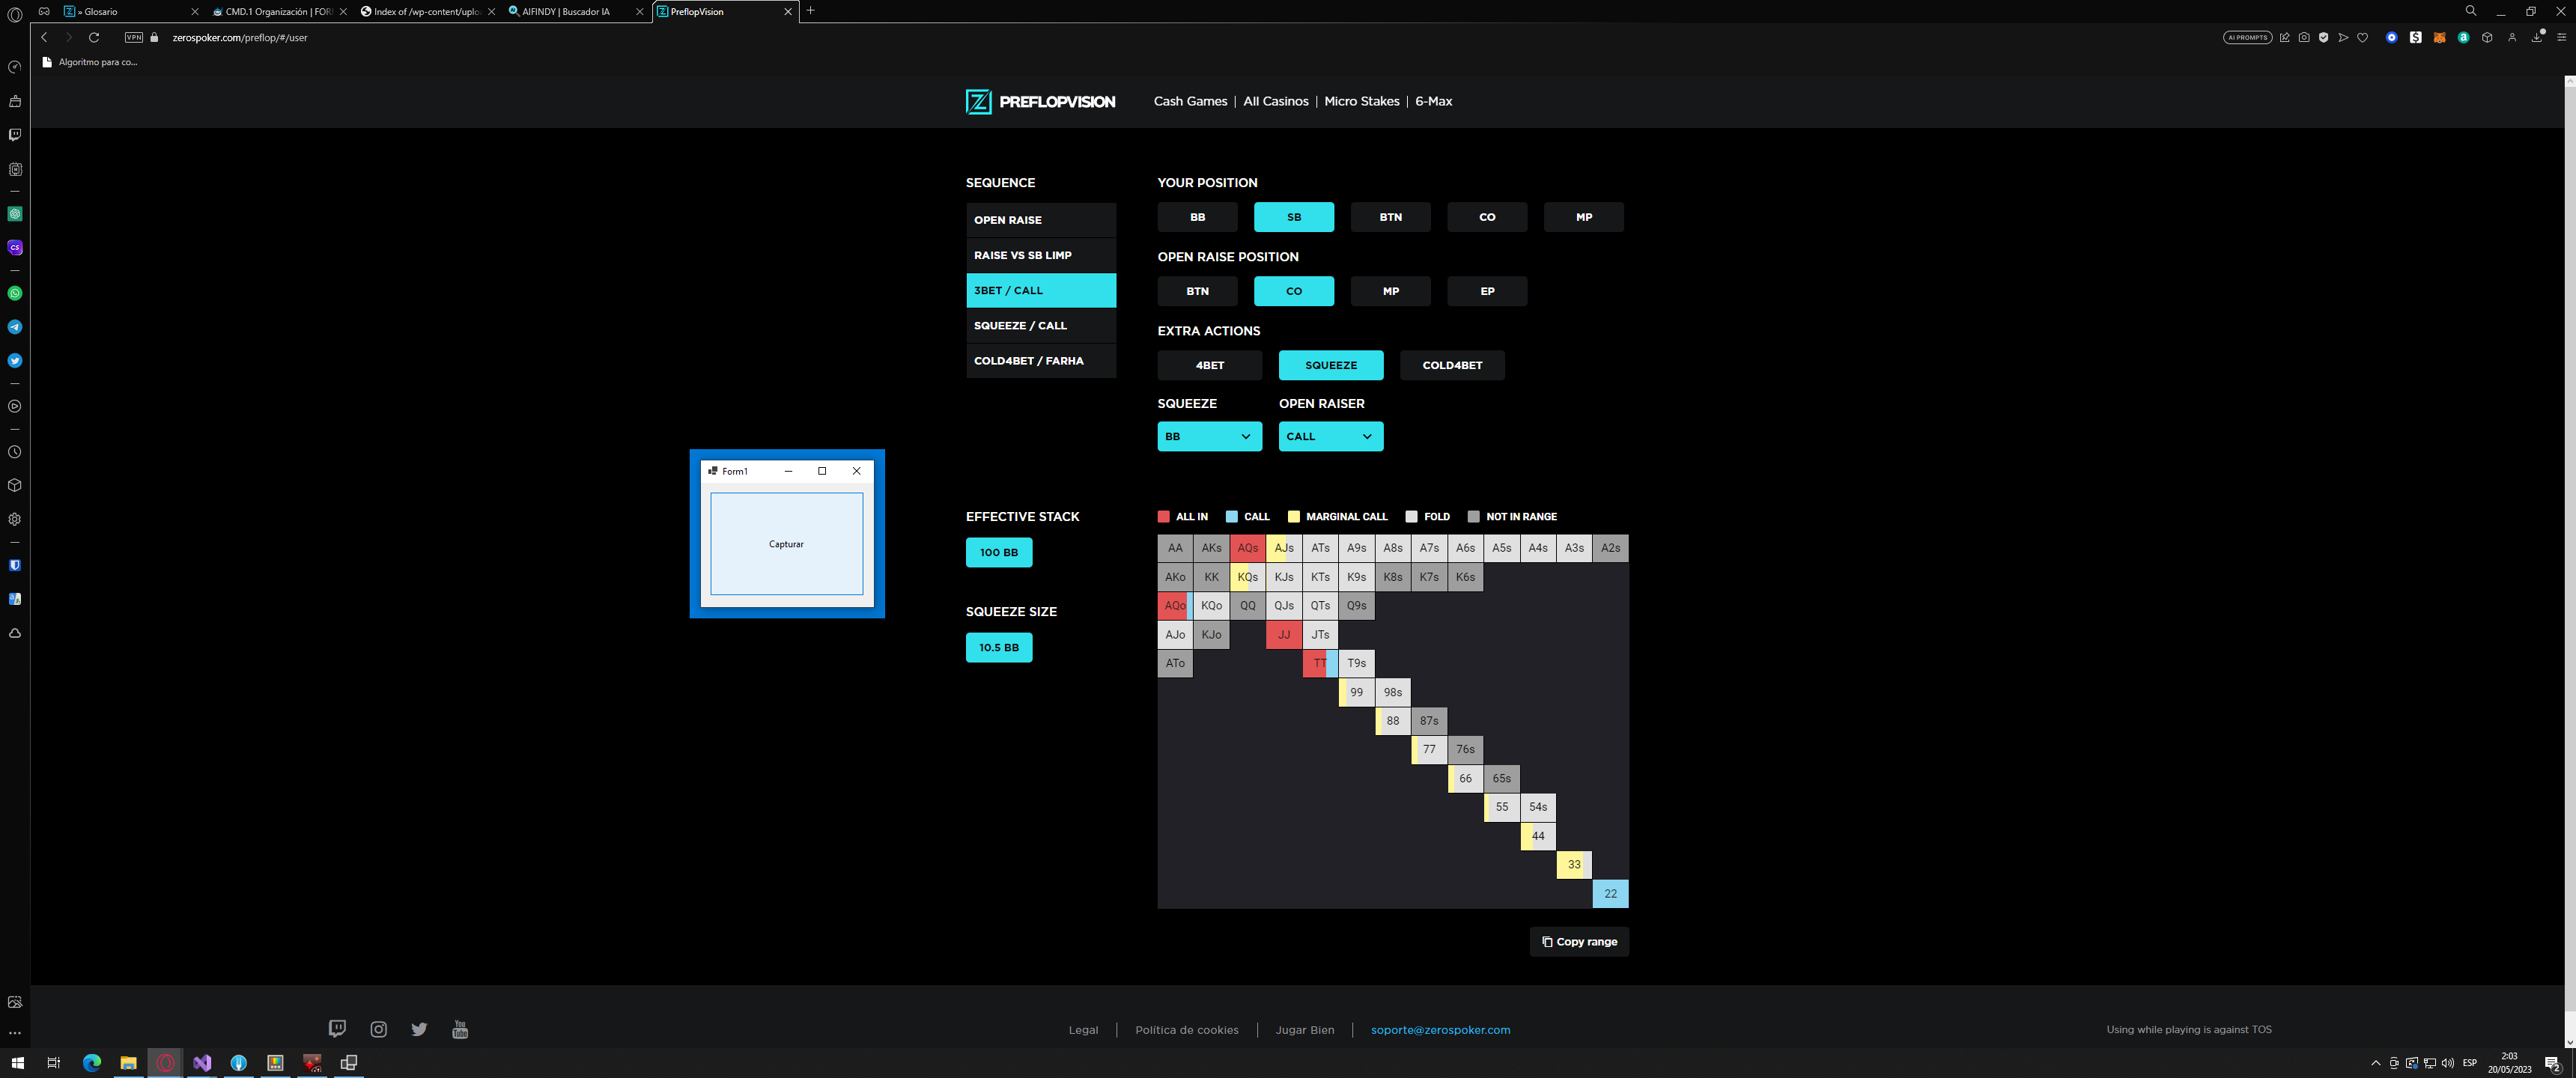 » Glosario
CMD.1 Organización | FOR
Index of /wp-content/uplo
AIFINDY | Buscador IA
PreflopVision
VPN
zerospoker.com/preflop/#/user
AI PROMPTS
Algoritmo para co...
PREFLOPVISION
Cash Games | All Casinos | Micro Stakes | 6-Max
SEQUENCE
OPEN RAISE
RAISE VS SB LIMP
3BET / CALL
SQUEEZE / CALL
COLD4BET / FARHA
YOUR POSITION
BB SB BTN CO MP
OPEN RAISE POSITION
BTN CO MP EP
EXTRA ACTIONS
4BET SQUEEZE COLD4BET
SQUEEZE OPEN RAISER
BB CALL
Form1
Capturar
EFFECTIVE STACK
100 BB
SQUEEZE SIZE
10.5 BB
ALL IN CALL MARGINAL CALL FOLD NOT IN RANGE
AA AKs AQs AJs ATs A9s A8s A7s A6s A5s A4s A3s A2s
AKo KK KQs KJs KTs K9s K8s K7s K6s
AQo KQo QQ QJs QTs Q9s
AJo KJo JJ JTs
ATo TT T9s
99 98s
88 87s
77 76s
66 65s
55 54s
44
33
22
Copy range
You Tube
Legal | Política de cookies | Jugar Bien | soporte@zerospoker.com
Using while playing is against TOS
ESP
2:03
20/05/2023
2